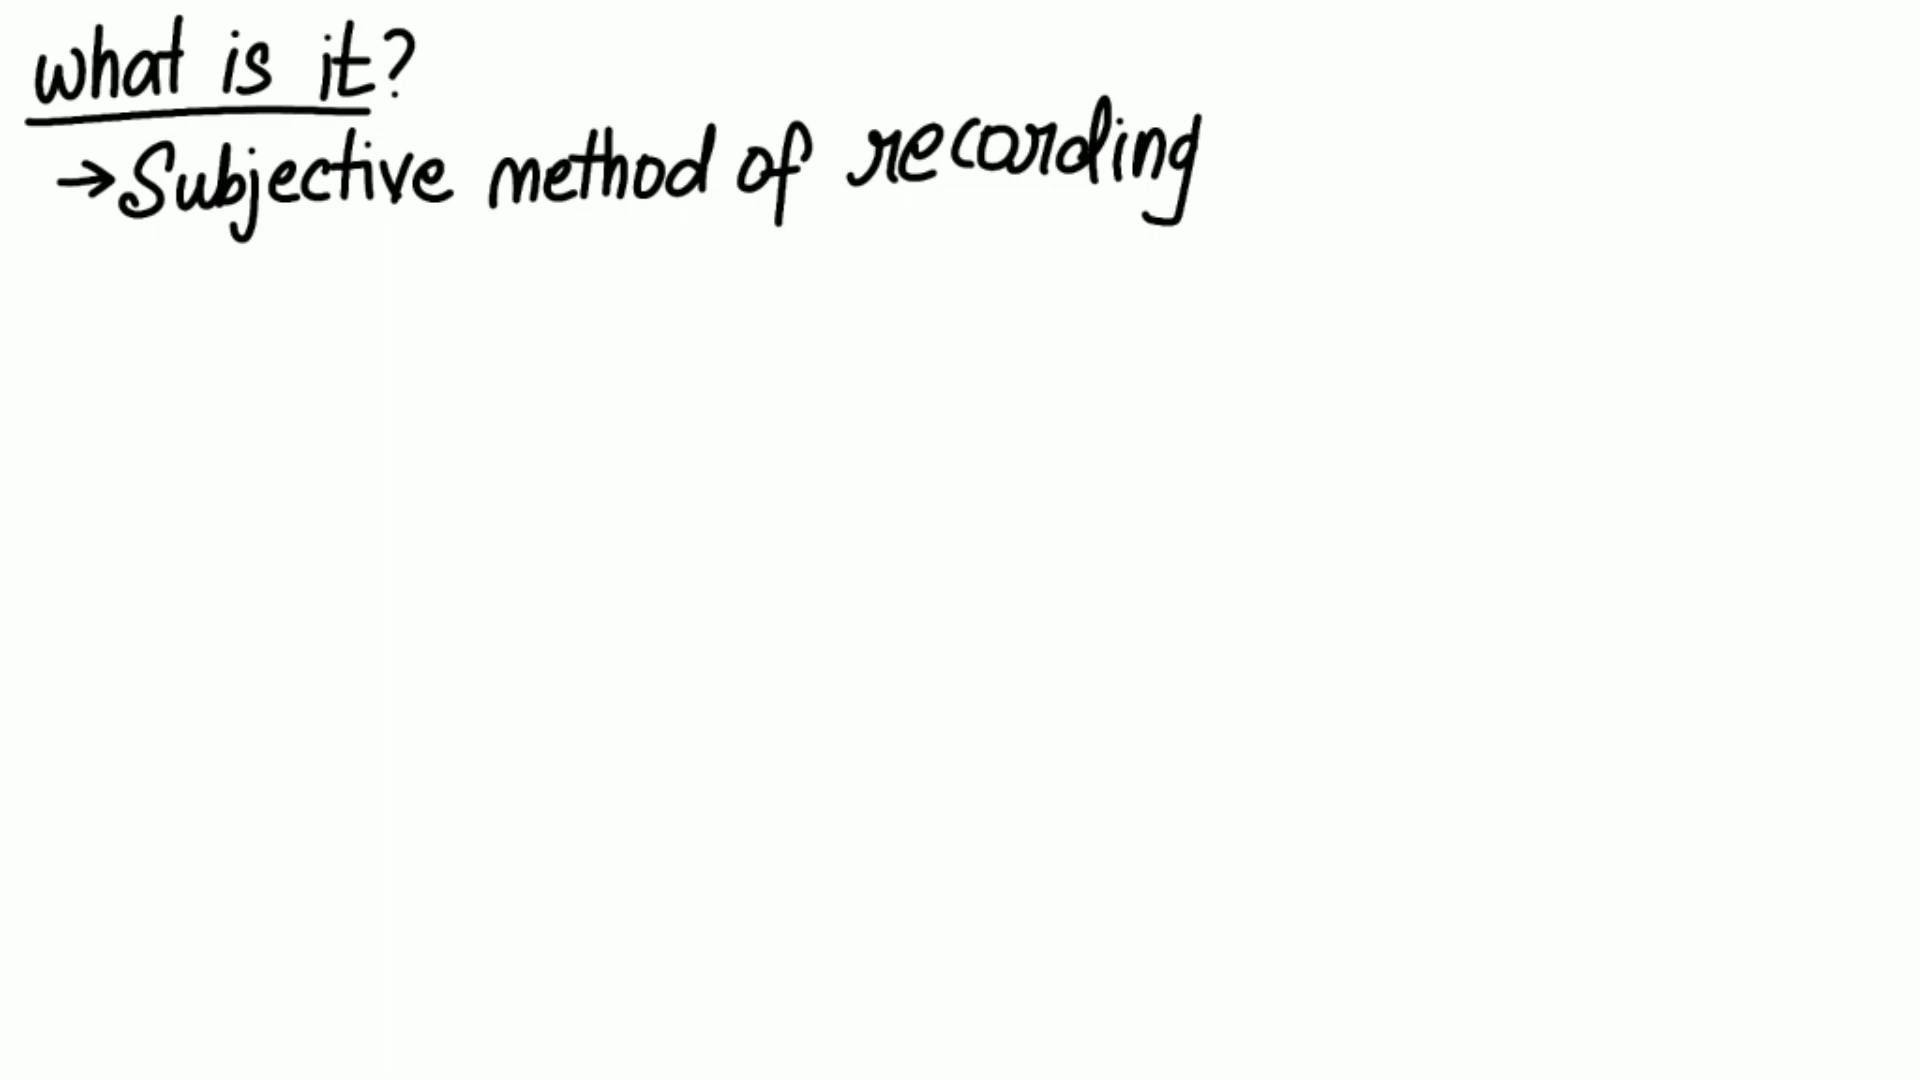 what is it?
→Subjective method of recording